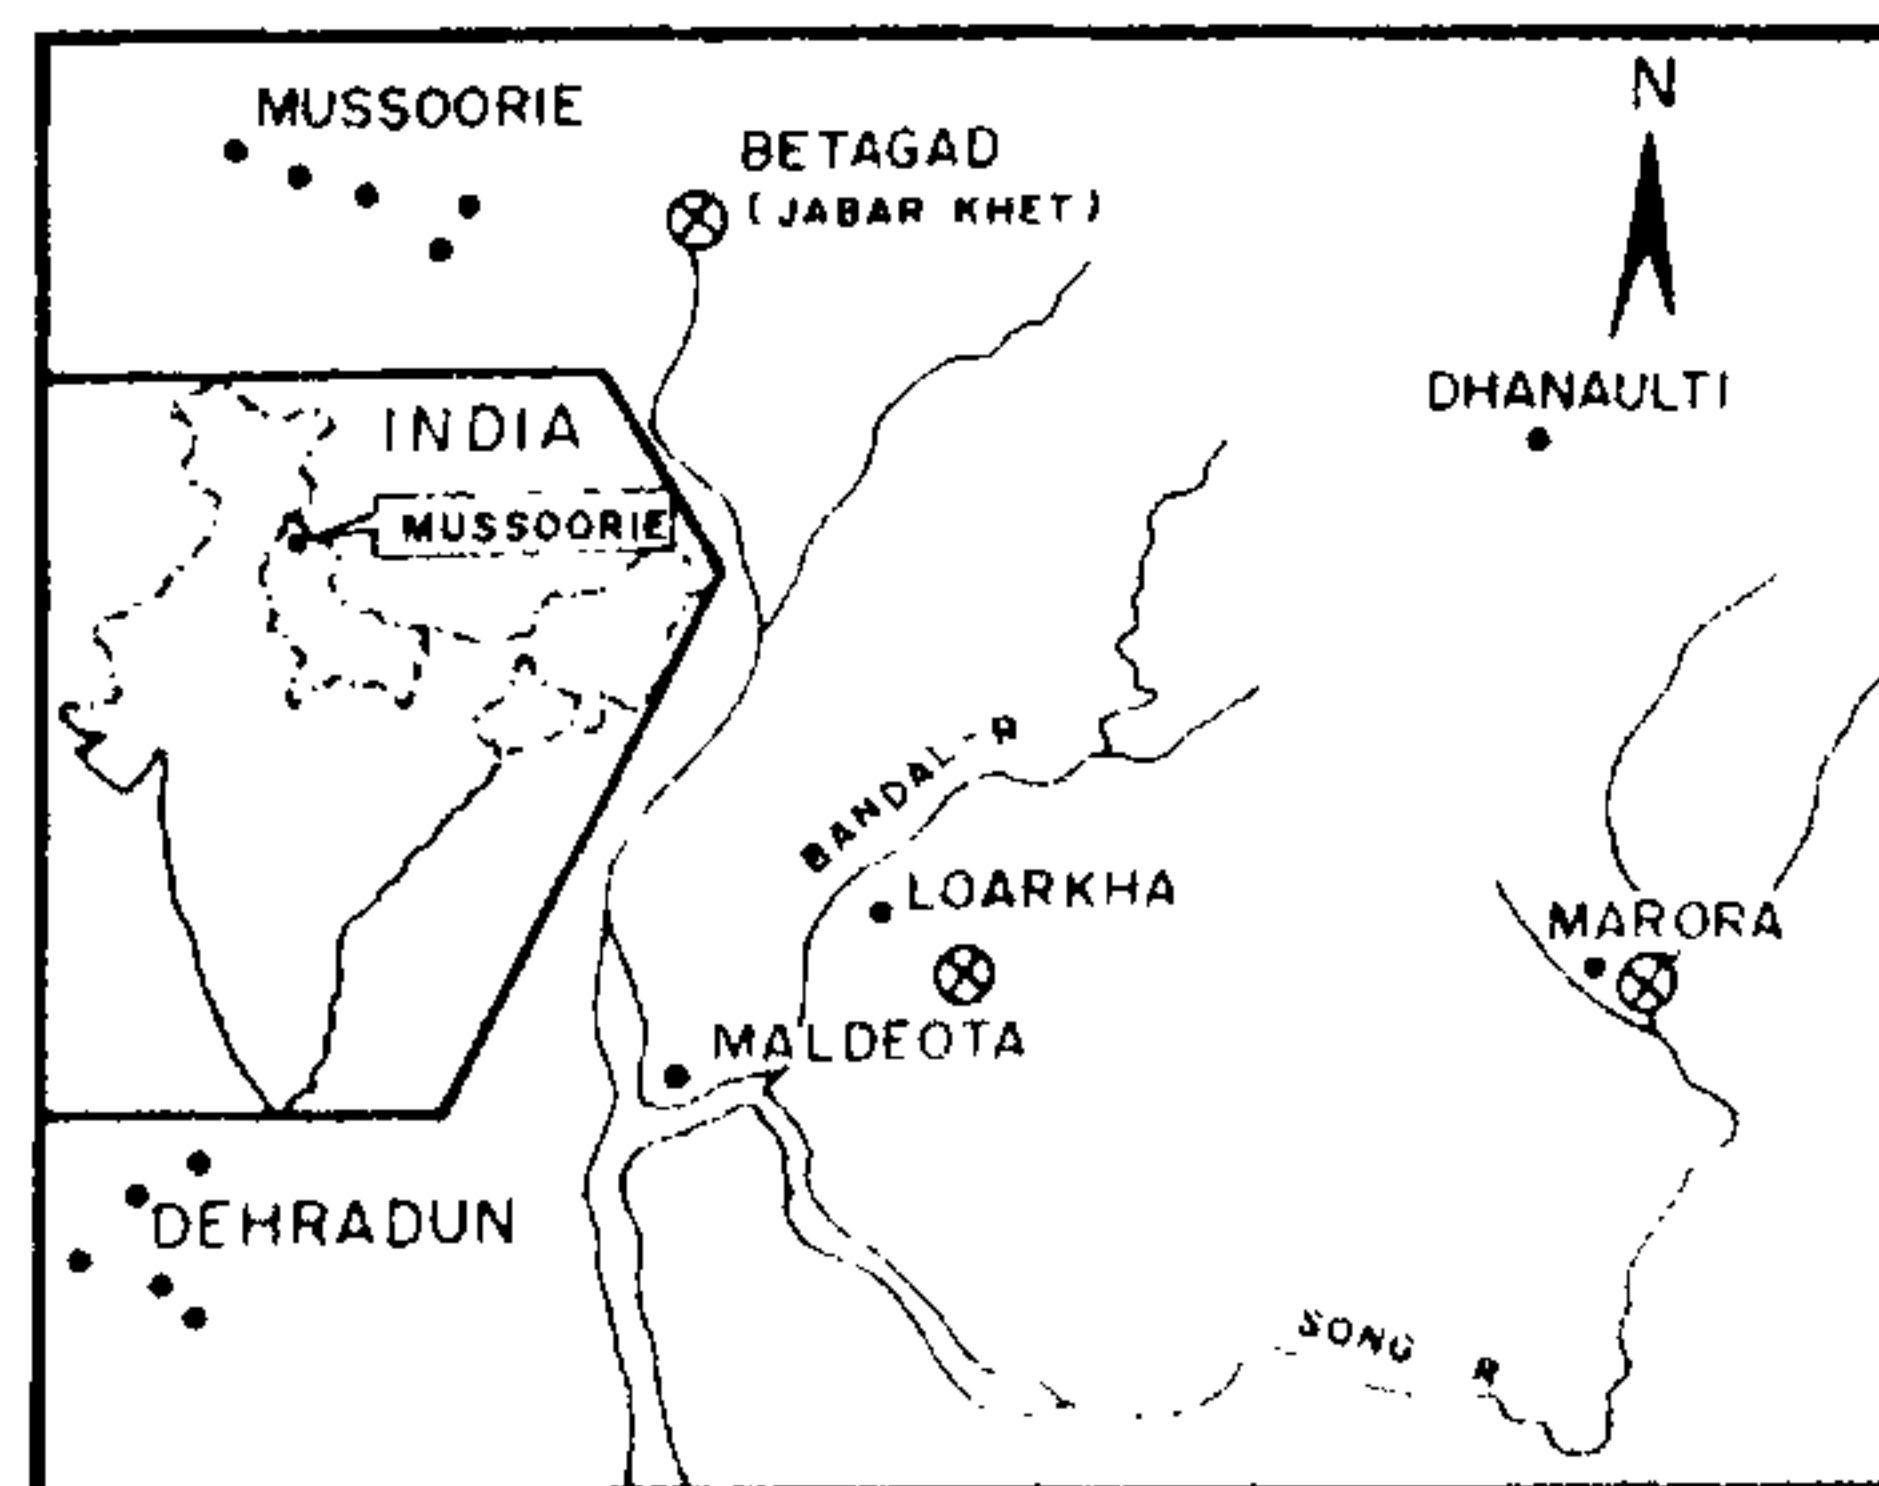 MUSSOORIE
N
BETAGAD
(JABAR KHET)
DHANAULTI
INDIA
MUSSOORIE
BANDAL-R
LOARKHA
MARORA
MALDEOTA
DEHRADUN
SONG R